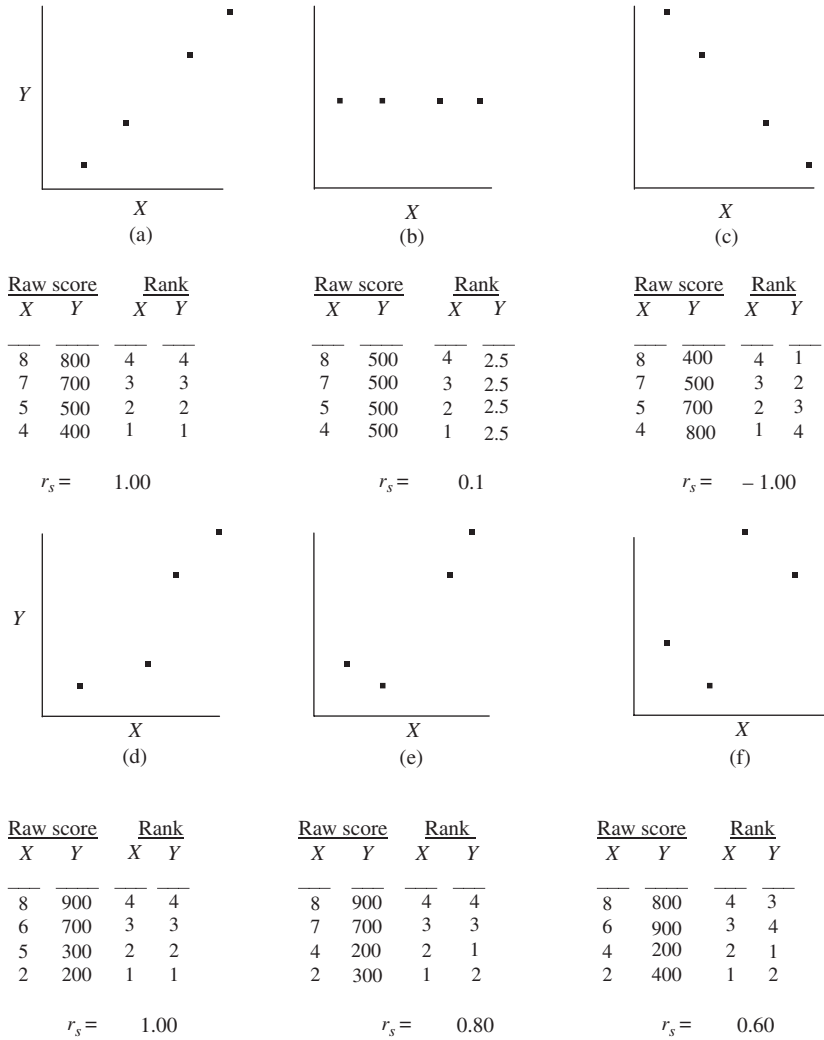 Y
X X X
(a) (b) (c)
Raw score Rank Raw score Rank Raw score Rank
X Y X Y X Y X Y X Y X Y
8 800 4 4 8 500 4 2.5 8 400 4 1
7 700 3 3 7 500 3 2.5 7 500 3 2
5 500 2 2 5 500 2 2.5 5 700 2 3
4 400 1 1 4 500 1 2.5 4 800 1 4
rs = 1.00 rs = 0.1 rs = – 1.00
Y
X X X
(d) (e) (f)
Raw score Rank Raw score Rank Raw score Rank
X Y X Y X Y X Y X Y X Y
8 900 4 4 8 900 4 4 8 800 4 3
6 700 3 3 7 700 3 3 6 900 3 4
5 300 2 2 4 200 2 1 4 200 2 1
2 200 1 1 2 300 1 2 2 400 1 2
rs = 1.00 rs = 0.80 rs = 0.60